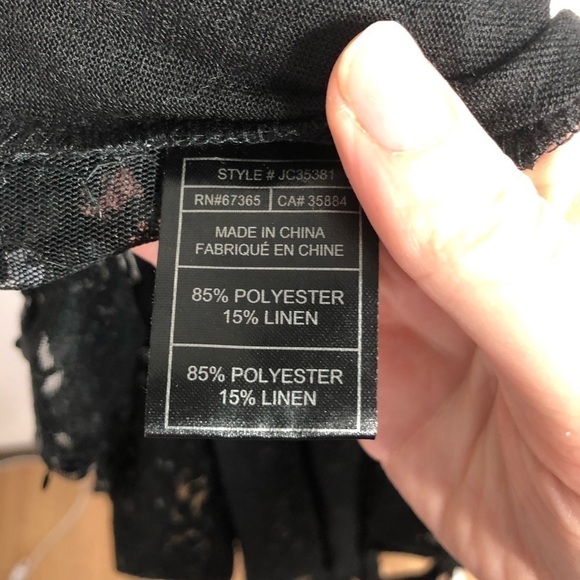 STYLE # JC35381
RN#67365 CA# 35884
MADE IN CHINA
FABRIQUÉ EN CHINE
85% POLYESTER
15% LINEN
85% POLYESTER
15% LINEN